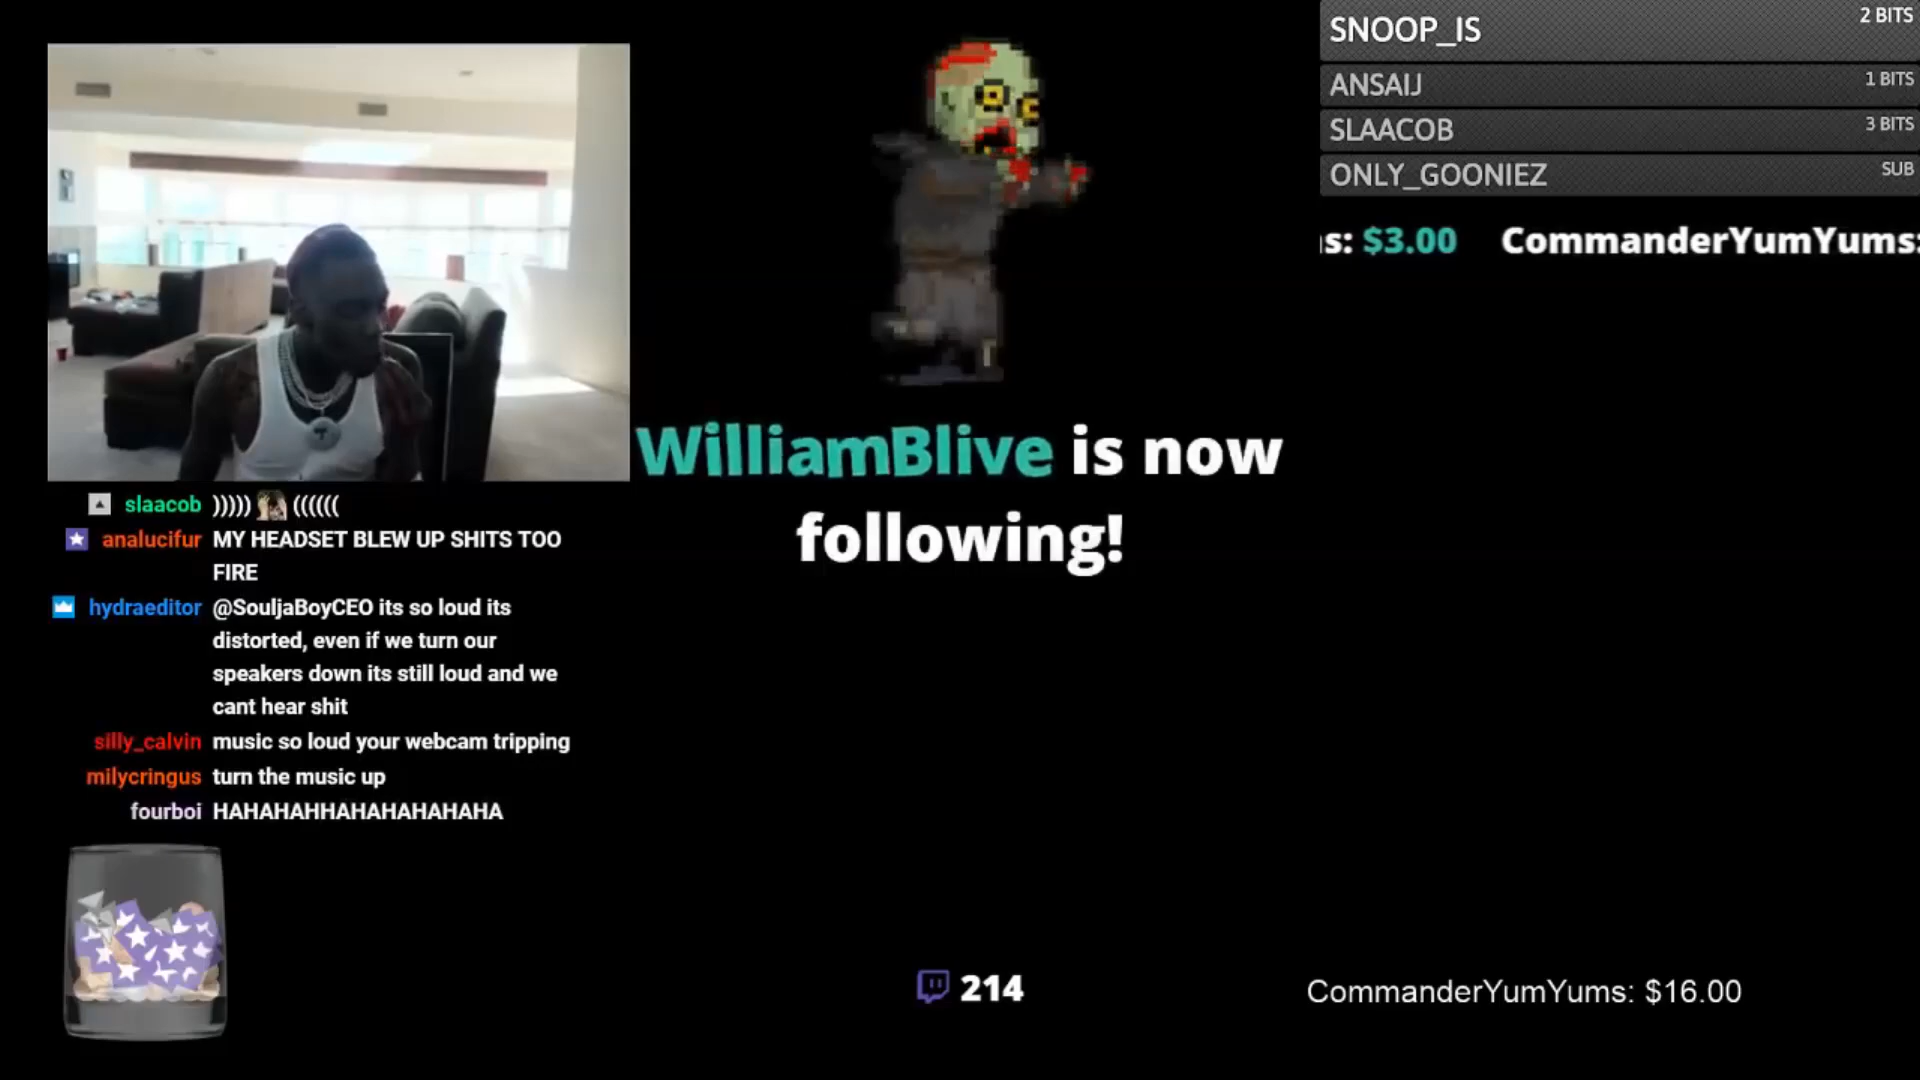 SNOOP_IS 2 BITS
ANSAIJ 1 BITS
SLAACOB 3 BITS
ONLY_GOONIEZ SUB
s: $3.00 CommanderYumYums:
WilliamBlive is now
following!
slaacob ))))) ((((((
analucifur MY HEADSET BLEW UP SHITS TOO
FIRE
hydraeditor @SouljaBoyCEO its so loud its
distorted, even if we turn our
speakers down its still loud and we
cant hear shit
silly_calvin music so loud your webcam tripping
milycringus turn the music up
fourboi HAHAHAHHAHAHAHAHAHA
214
CommanderYumYums: $16.00